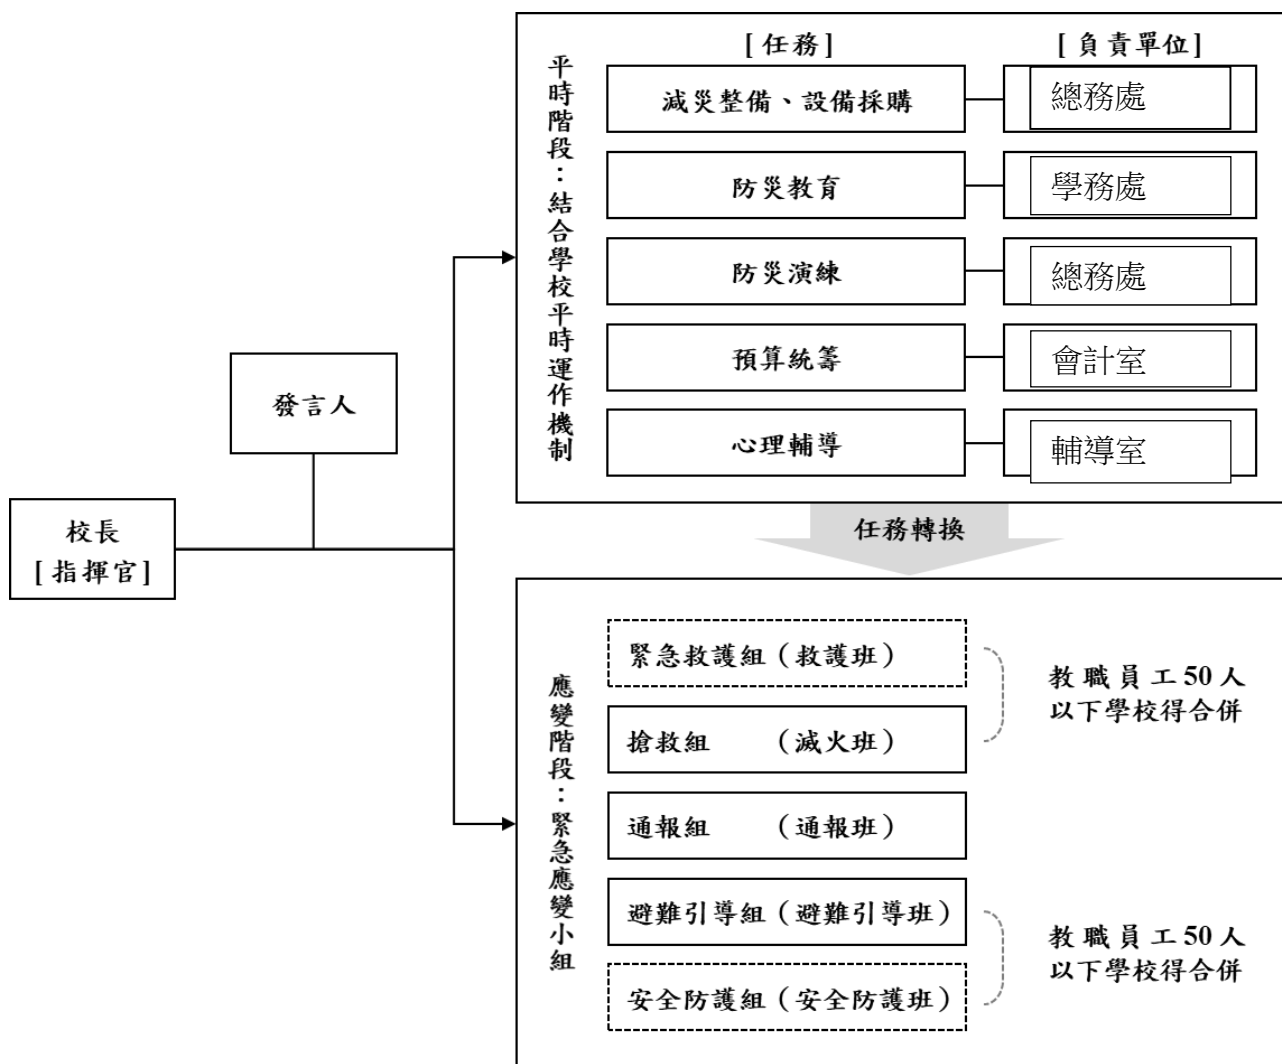 [任務]
[負責單位]
平時階段：結合學校平時運作機制
減災整備、設備採購
總務處
防災教育
學務處
防災演練
總務處
預算統籌
會計室
心理輔導
輔導室
發言人
校長
[指揮官]
任務轉換
應變階段：緊急應變小組
緊急救護組（救護班）
搶救組 （滅火班）
教職員工50人
以下學校得合併
通報組 （通報班）
避難引導組（避難引導班）
安全防護組（安全防護班）
教職員工50人
以下學校得合併